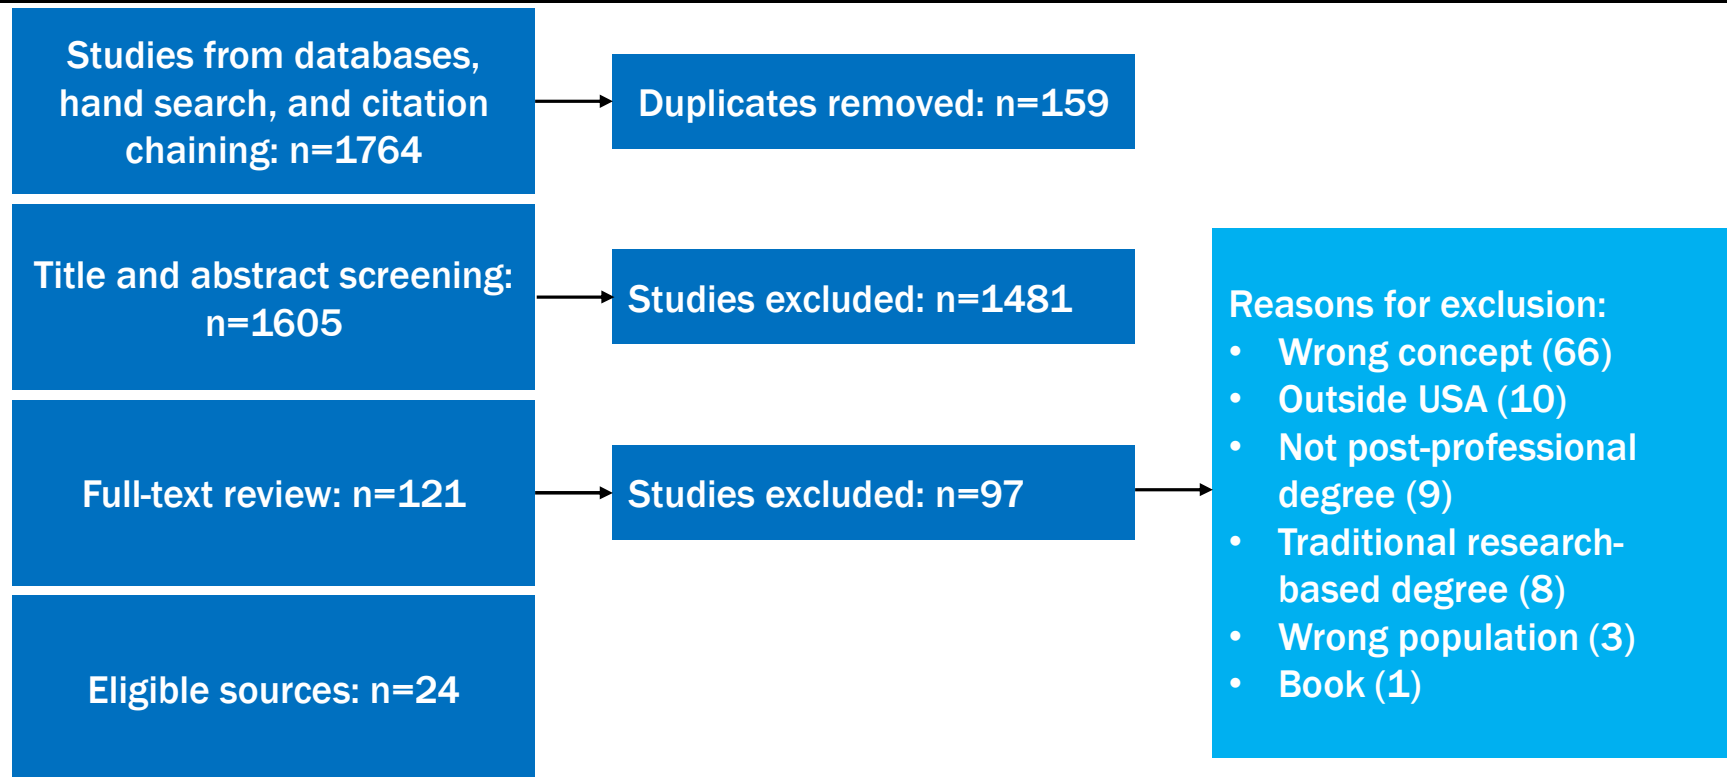 Studies from databases,
hand search, and citation
chaining: n=1764
Duplicates removed: n=159
Title and abstract screening:
n=1605
Studies excluded: n=1481
Full-text review: n=121
Studies excluded: n=97
Reasons for exclusion:
• Wrong concept (66)
• Outside USA (10)
• Not post-professional
degree (9)
• Traditional research-
based degree (8)
• Wrong population (3)
• Book (1)
Eligible sources: n=24